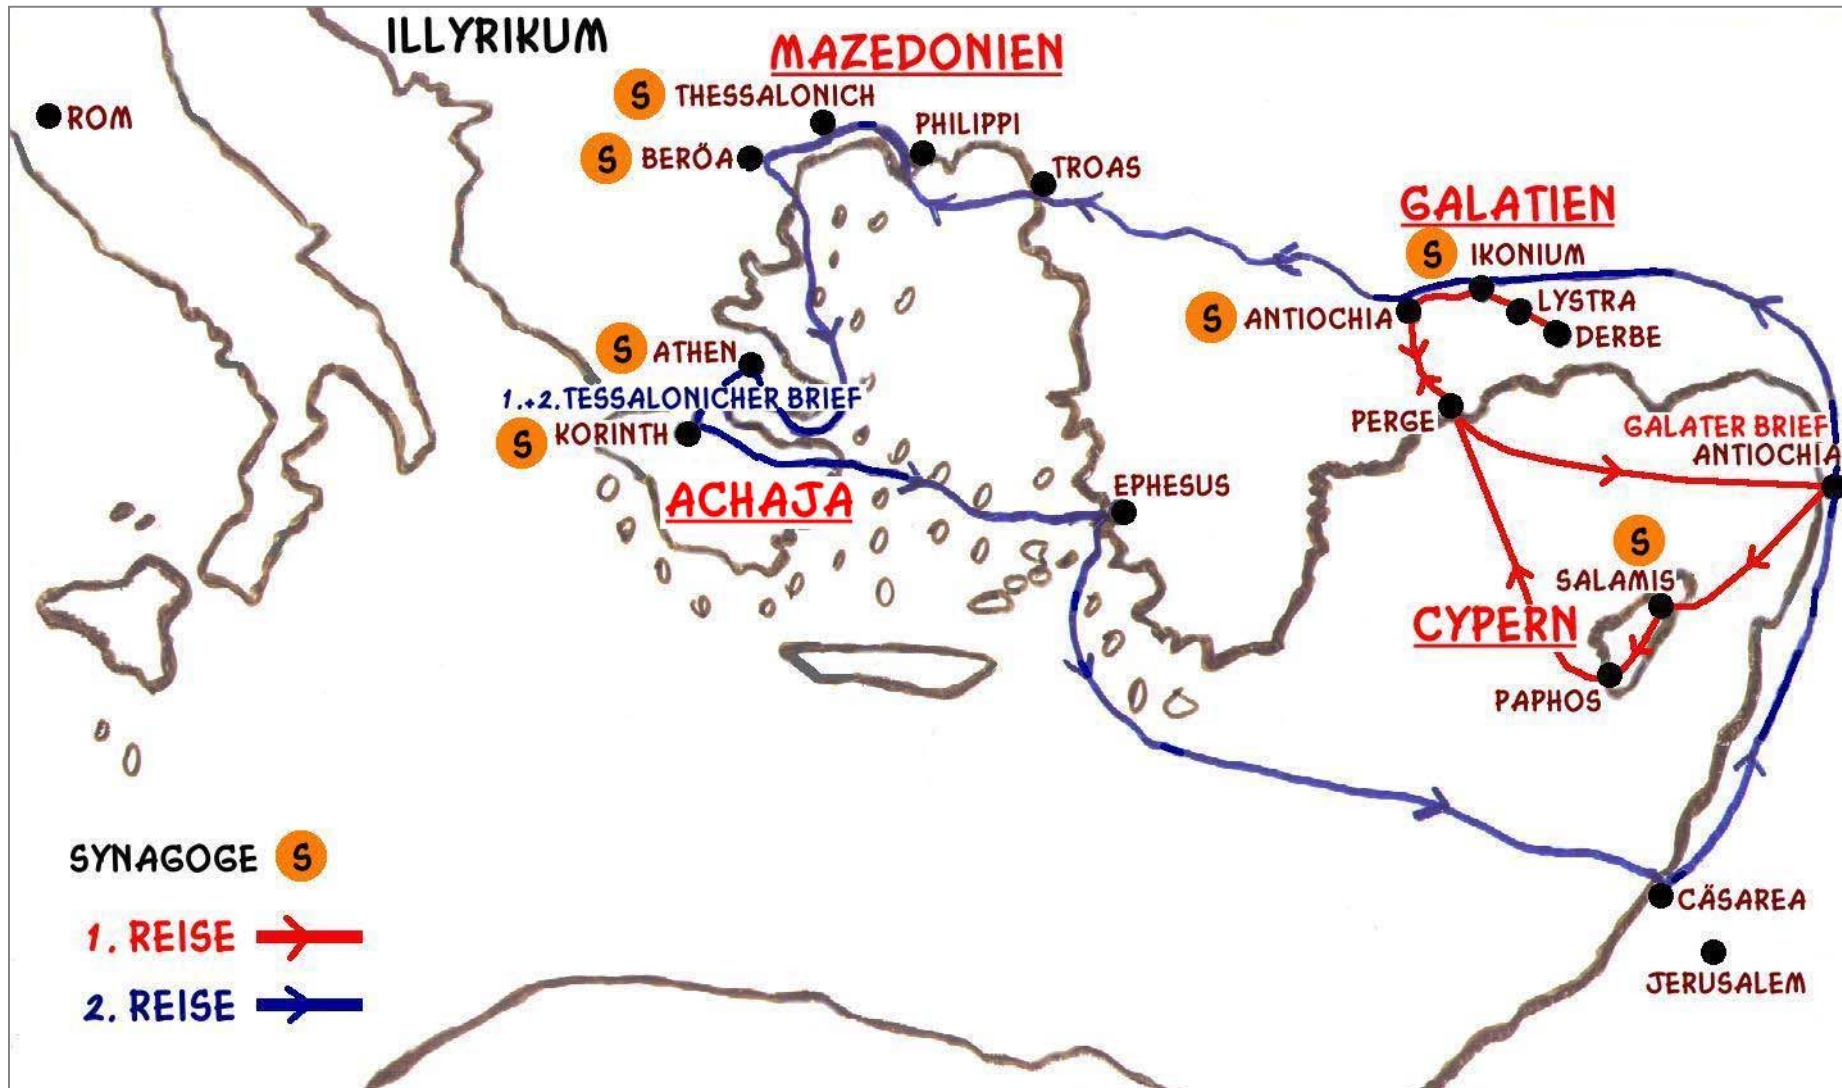 ILLYRIKUM
MAZEDONIEN
S THESSALONICH
ROM
PHILIPPI
S BERÖA
TROAS
GALATIEN
S IKONIUM
LYSTRA
S ANTIOCHIA
DERBE
S ATHEN
1.+2. TESSALONICHER BRIEF
S KORINTH
PERGE
GALATER BRIEF
ANTIOCHIA
EPHESUS
ACHAJA
S
SALAMIS
CYPERN
PAPHOS
SYNAGOGE S
CÄSAREA
1. REISE
JERUSALEM
2. REISE